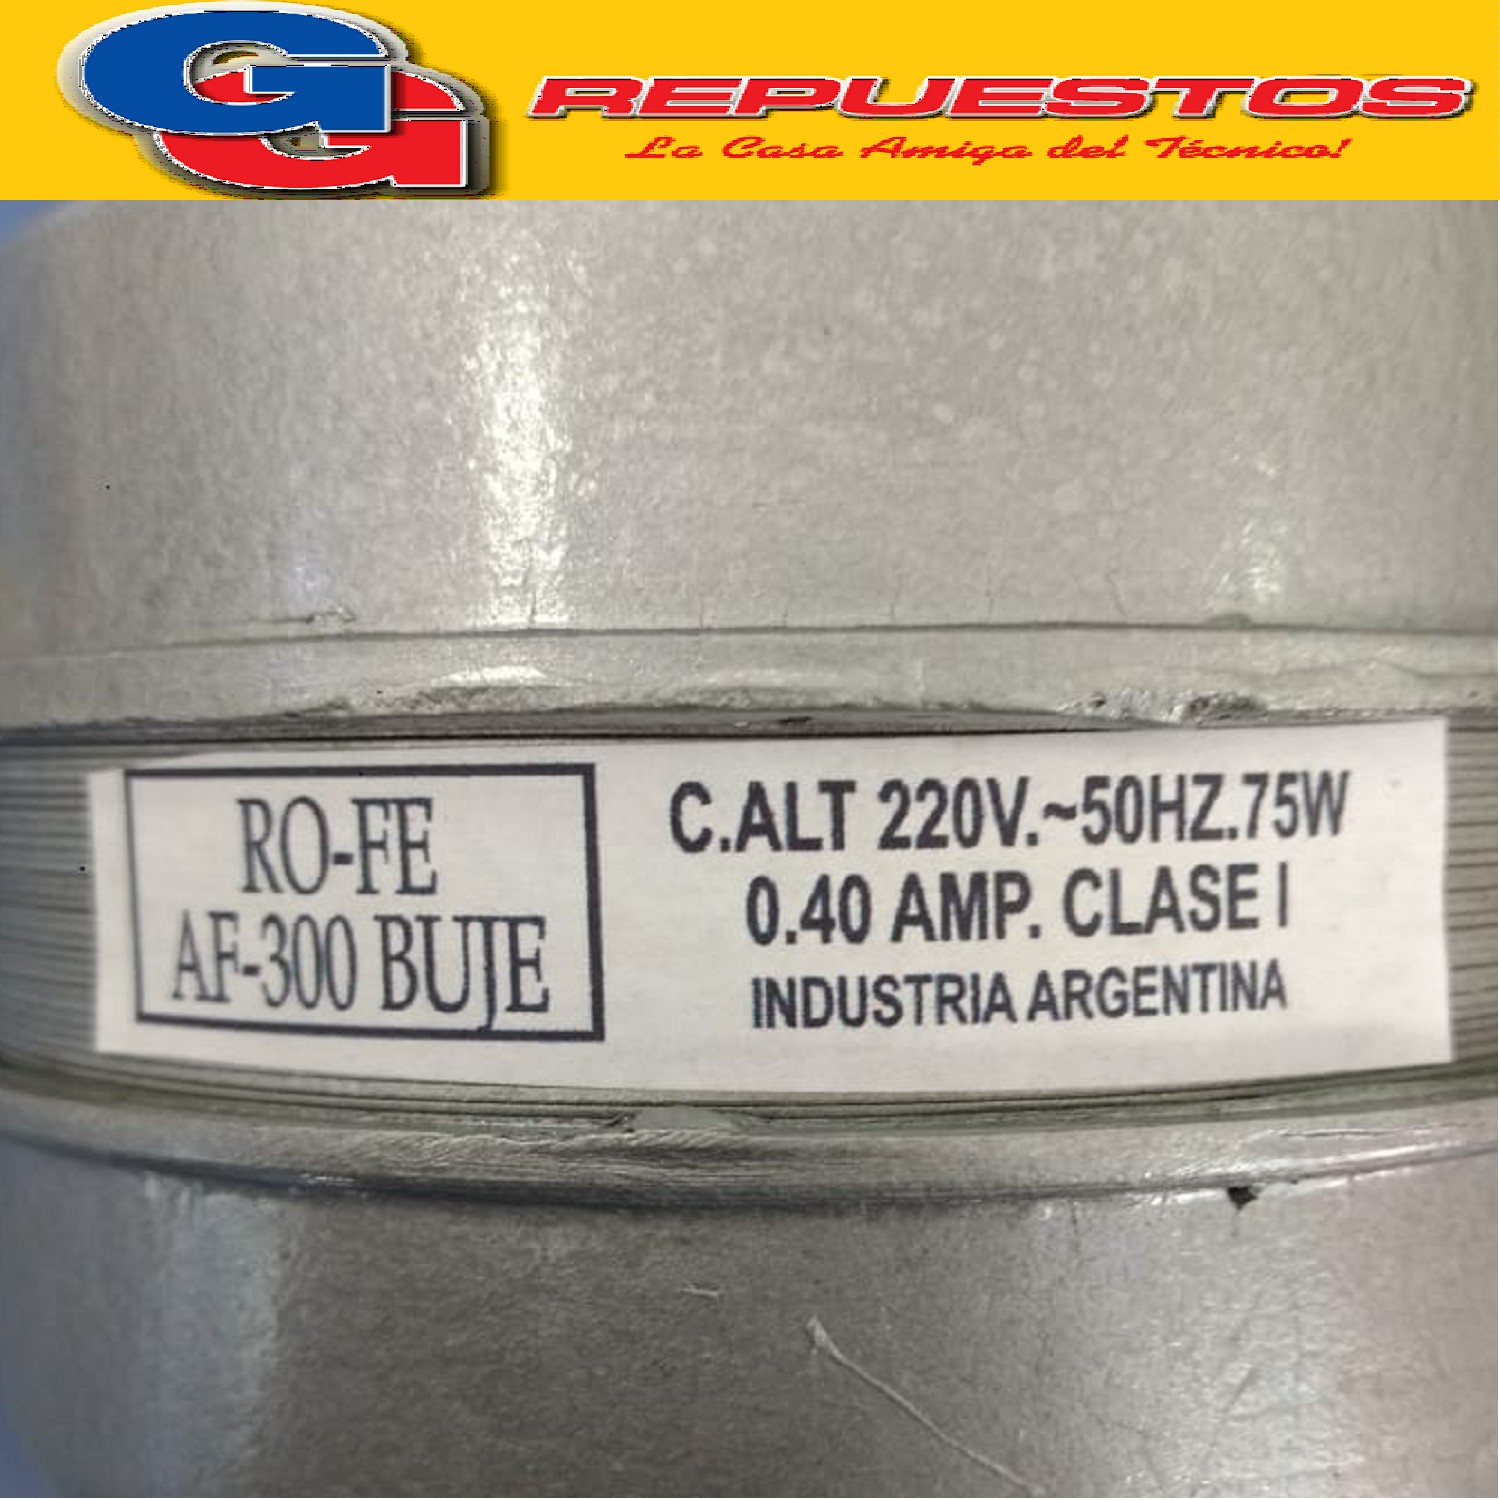 GG
REPUESTOS
La Casa Amiga del Técnico!
RO-FE
AF-300 BUJE
C.ALT 220V.~50HZ.75W
0.40 AMP. CLASE I
INDUSTRIA ARGENTINA